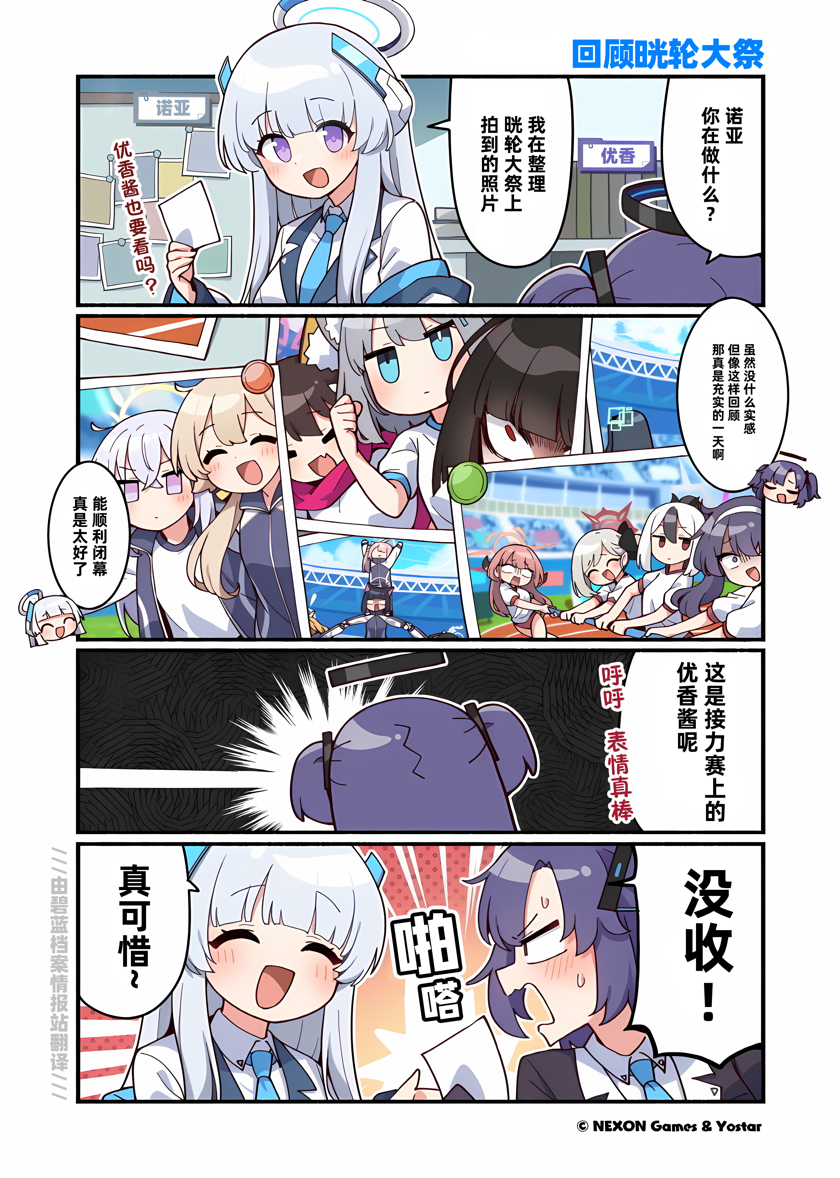 回顾晄轮大祭
诺亚
你在做什么？
优香
我在整理
晄轮大祭上
拍到的照片
诺亚
优香酱也要看吗？
虽然没什么实感
但像这样回顾
那真是充实的一天啊
能顺利闭幕
真是太好了
这是接力赛上的
优香酱呢
呼呼 表情真棒
没收！
啪
嗒
真可惜~
///由碧蓝档案情报站翻译///
© NEXON Games & Yostar